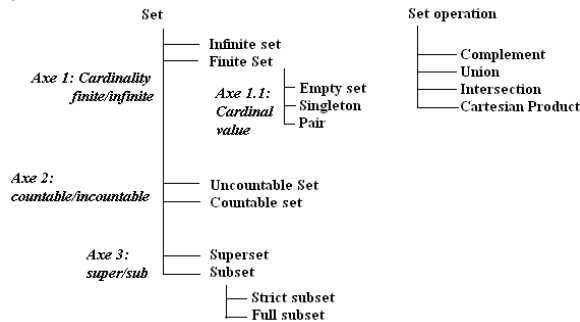 Set
Infinite set
Finite Set
Axe 1: Cardinality
finite/infinite
Axe 1.1:
Cardinal
value
Empty set
Singleton
Pair
Axe 2:
countable/incountable
Uncountable Set
Countable set
Axe 3:
super/sub
Superset
Subset
Strict subset
Full subset
Set operation
Complement
Union
Intersection
Cartesian Product